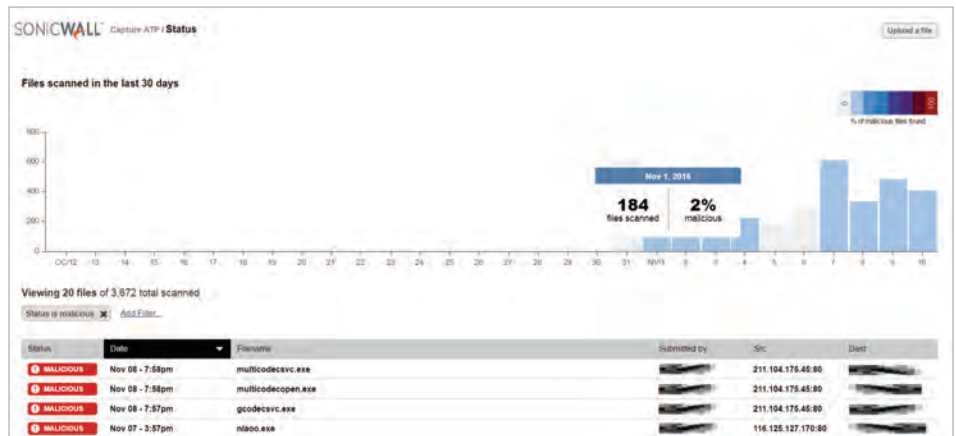 SONICWALL Capture ATP / Status
Upload a file
Files scanned in the last 30 days
0 100
% of malicious files found
800
600
400
200
0
Nov 1, 2016
184 2%
files scanned malicious
OC/12 13 14 15 16 17 18 19 20 21 22 23 24 25 26 27 28 29 30 31 NV/1 2 3 4 5 6 7 8 9 10
Viewing 20 files of 3,672 total scanned
Status is malicious ✖ Add Filter...
Status Date Filename Submitted by Src Dest
MALICIOUS Nov 08 - 7:58pm multicodecsvc.exe 211.104.175.45:80
MALICIOUS Nov 08 - 7:58pm multicodecopen.exe 211.104.175.45:80
MALICIOUS Nov 08 - 7:57pm gcodecsvc.exe 211.104.175.45:80
MALICIOUS Nov 07 - 3:57pm 116.125.127.170:80